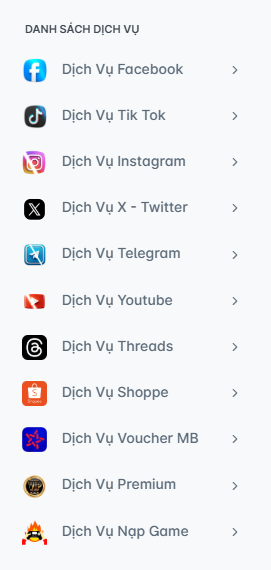 DANH SÁCH DỊCH VỤ
Dịch Vụ Facebook
Dịch Vụ Tik Tok
Dịch Vụ Instagram
Dịch Vụ X - Twitter
Dịch Vụ Telegram
Dịch Vụ Youtube
Dịch Vụ Threads
Dịch Vụ Shoppe
Dịch Vụ Voucher MB
Dịch Vụ Premium
Dịch Vụ Nạp Game